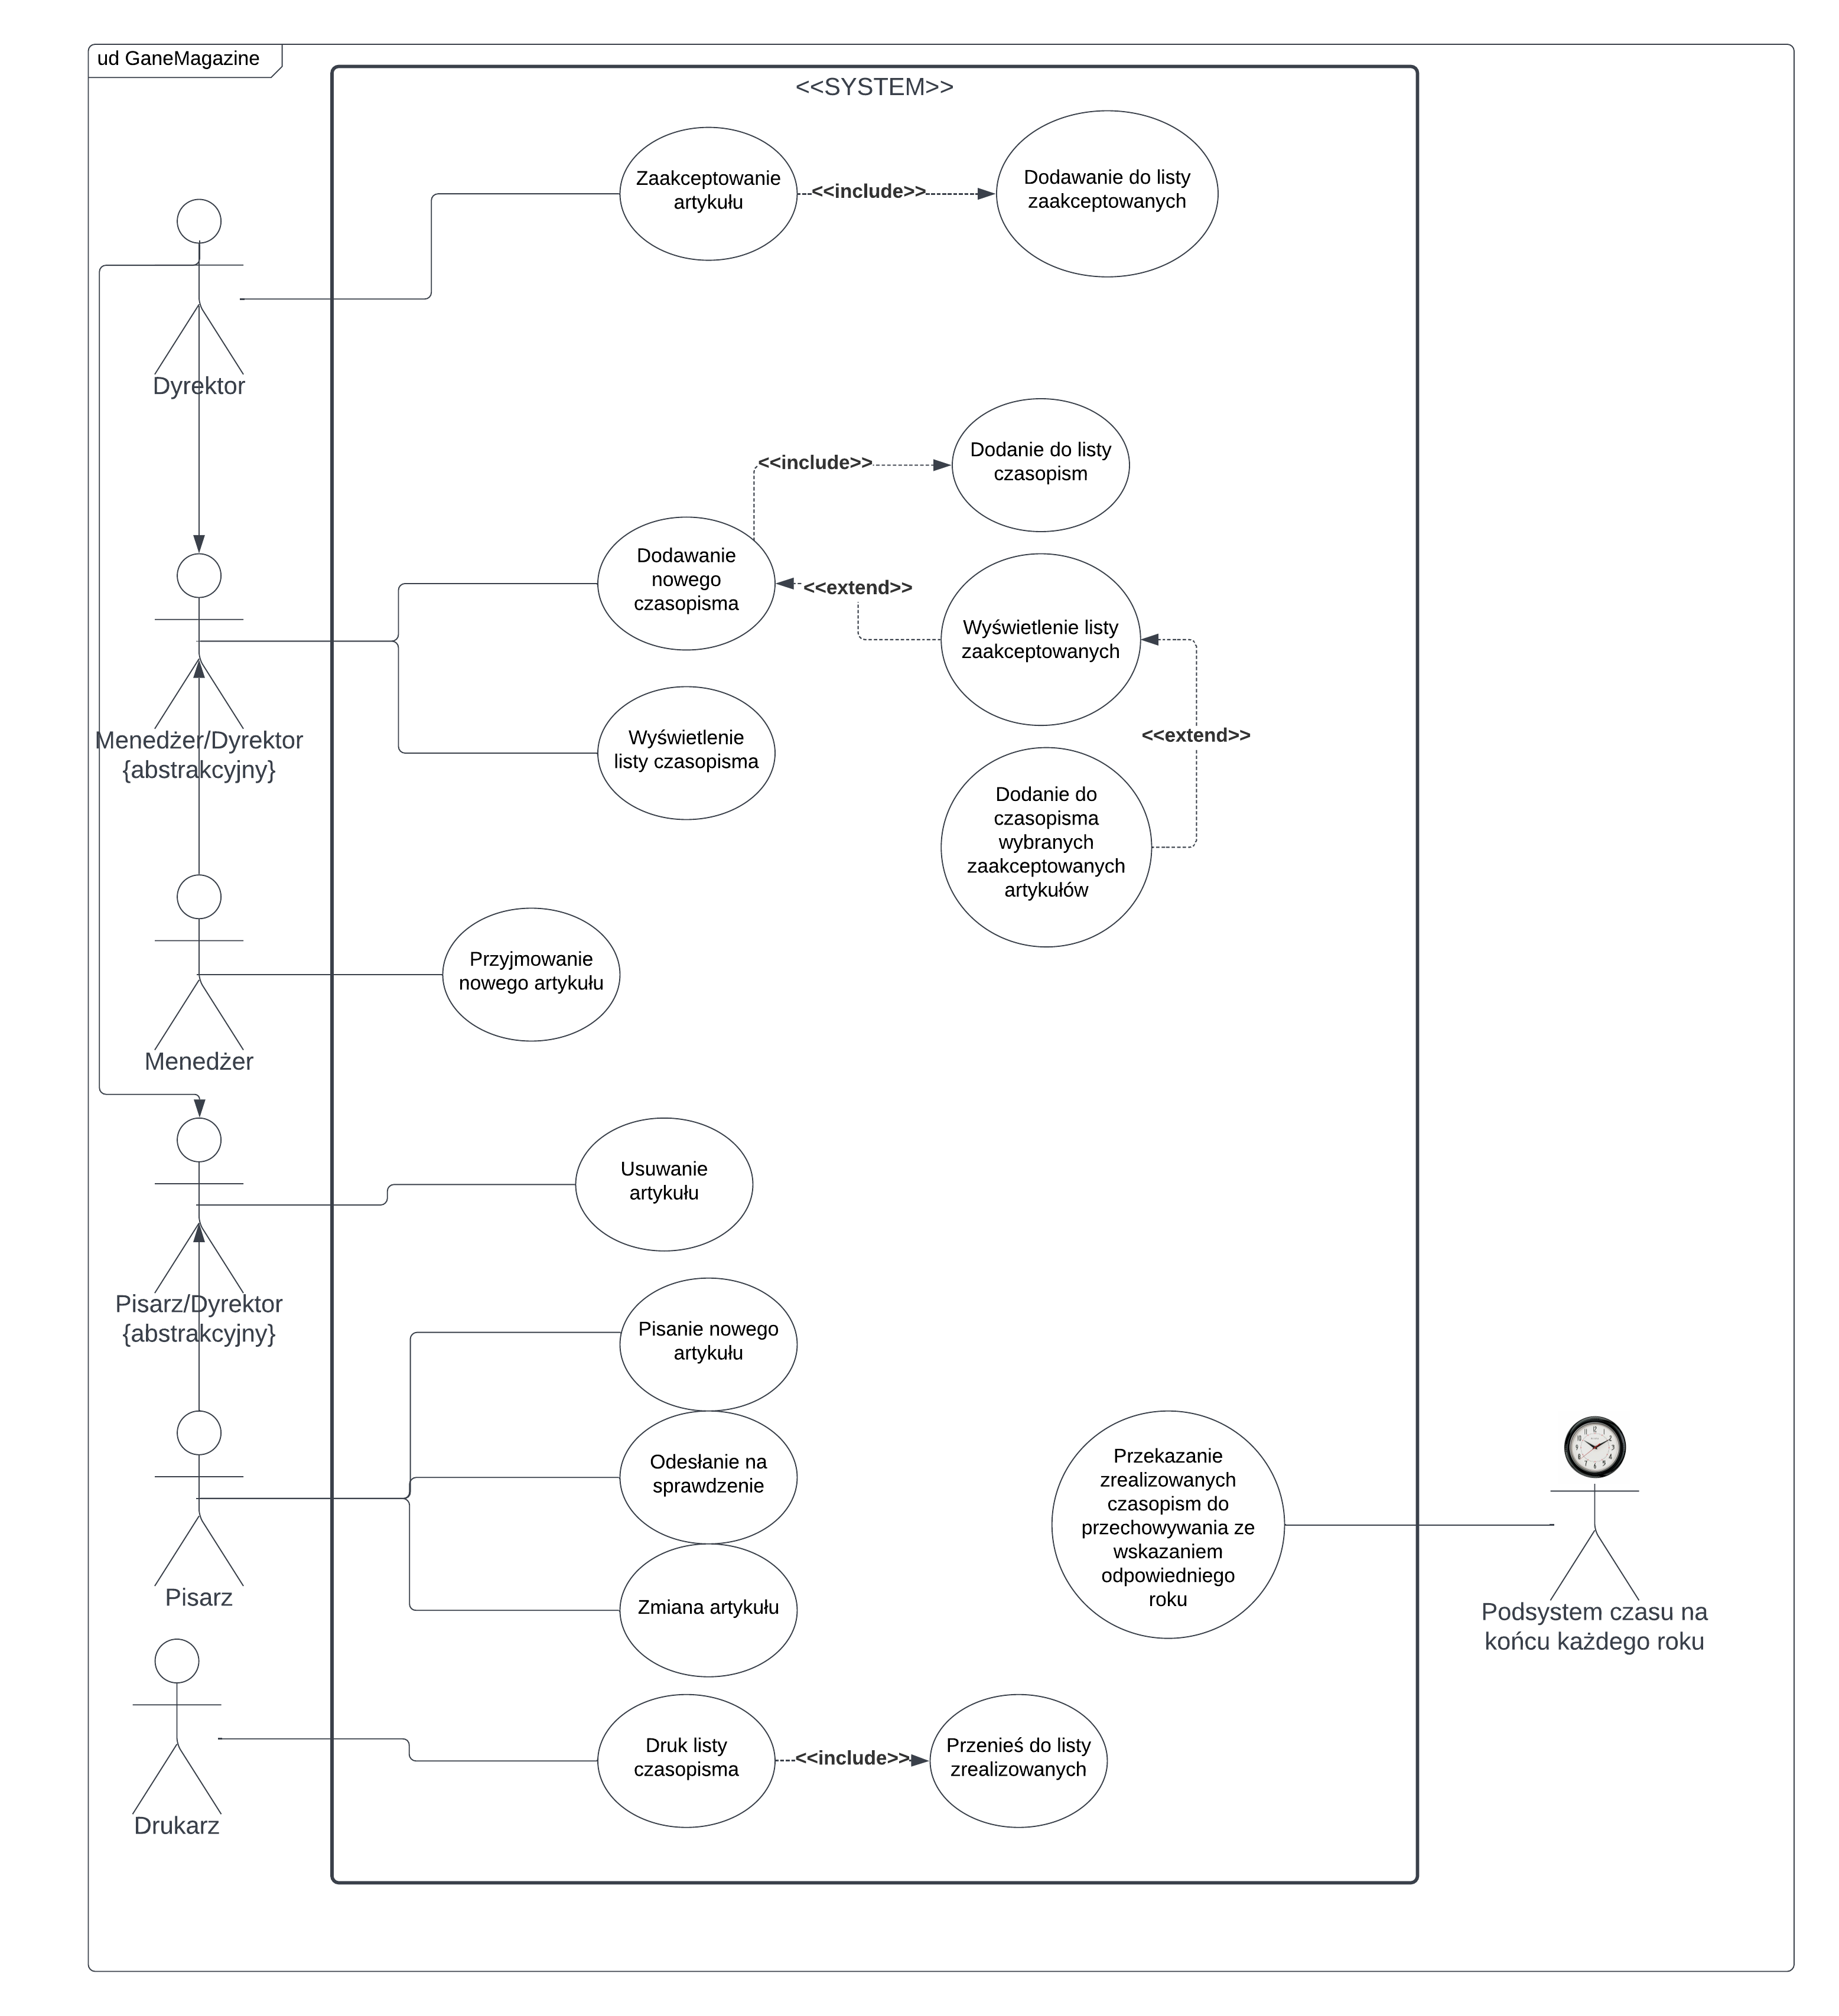 ud GaneMagazine
<<SYSTEM>>
Zaakceptowanie
artykułu
<<include>>
Dodawanie do listy
zaakceptowanych
Dyrektor
Dodanie do listy
czasopism
<<include>>
Dodawanie
nowego
czasopisma
<<extend>>
Wyświetlenie listy
zaakceptowanych
Menedżer/Dyrektor
{abstrakcyjny}
Wyświetlenie
listy czasopisma
<<extend>>
Dodanie do
czasopisma
wybranych
zaakceptowanych
artykułów
Przyjmowanie
nowego artykułu
Menedżer
Usuwanie
artykułu
Pisarz/Dyrektor
{abstrakcyjny}
Pisanie nowego
artykułu
Odesłanie na
sprawdzenie
Przekazanie
zrealizowanych
czasopism do
przechowywania ze
wskazaniem
odpowiedniego
roku
Podsystem czasu na
końcu każdego roku
Pisarz
Zmiana artykułu
Druk listy
czasopisma
<<include>>
Przenieś do listy
zrealizowanych
Drukarz